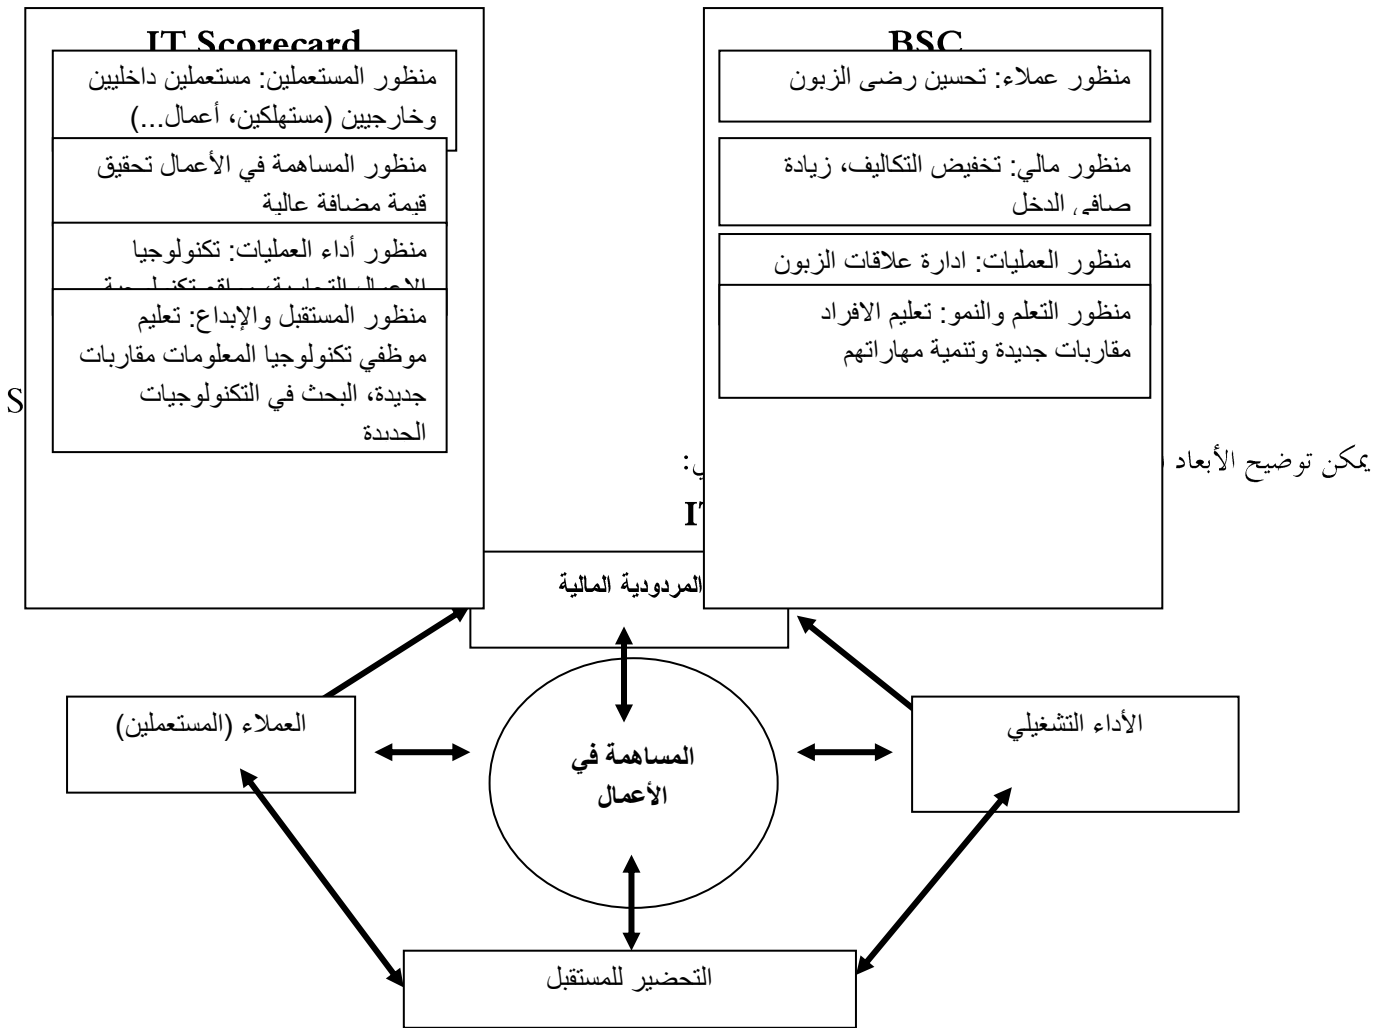 IT Scorecard
منظور المستعملين: مستعملين داخليين
وخارجيين (مستهلكين، أعمال...)
منظور المساهمة في الأعمال تحقيق
قيمة مضافة عالية
منظور أداء العمليات: تكنولوجيا
منظور المستقبل والإبداع: تعليم
موظفي تكنولوجيا المعلومات مقاربات
جديدة، البحث في التكنولوجيات
الجديدة
BSC
منظور عملاء: تحسين رضى الزبون
منظور مالي: تخفيض التكاليف، زيادة
صافي الدخل
منظور العمليات: ادارة علاقات الزبون
منظور التعلم والنمو: تعليم الافراد
مقاربات جديدة وتنمية مهاراتهم
S
يمكن توضيح الأبعاد
المردودية المالية
العملاء (المستعملين)
المساهمة في
الأعمال
الأداء التشغيلي
التحضير للمستقبل